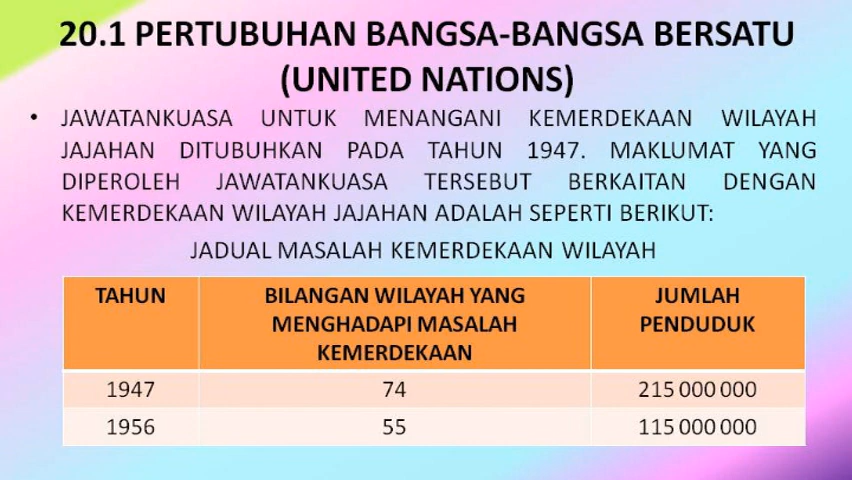 20.1 PERTUBUHAN BANGSA-BANGSA BERSATU
(UNITED NATIONS)
• JAWATANKUASA UNTUK MENANGANI KEMERDEKAAN WILAYAH
JAJAHAN DITUBUHKAN PADA TAHUN 1947. MAKLUMAT YANG
DIPEROLEH JAWATANKUASA TERSEBUT BERKAITAN DENGAN
KEMERDEKAAN WILAYAH JAJAHAN ADALAH SEPERTI BERIKUT:
JADUAL MASALAH KEMERDEKAAN WILAYAH
TAHUN BILANGAN WILAYAH YANG JUMLAH
MENGHADAPI MASALAH PENDUDUK
KEMERDEKAAN
1947 74 215 000 000
1956 55 115 000 000